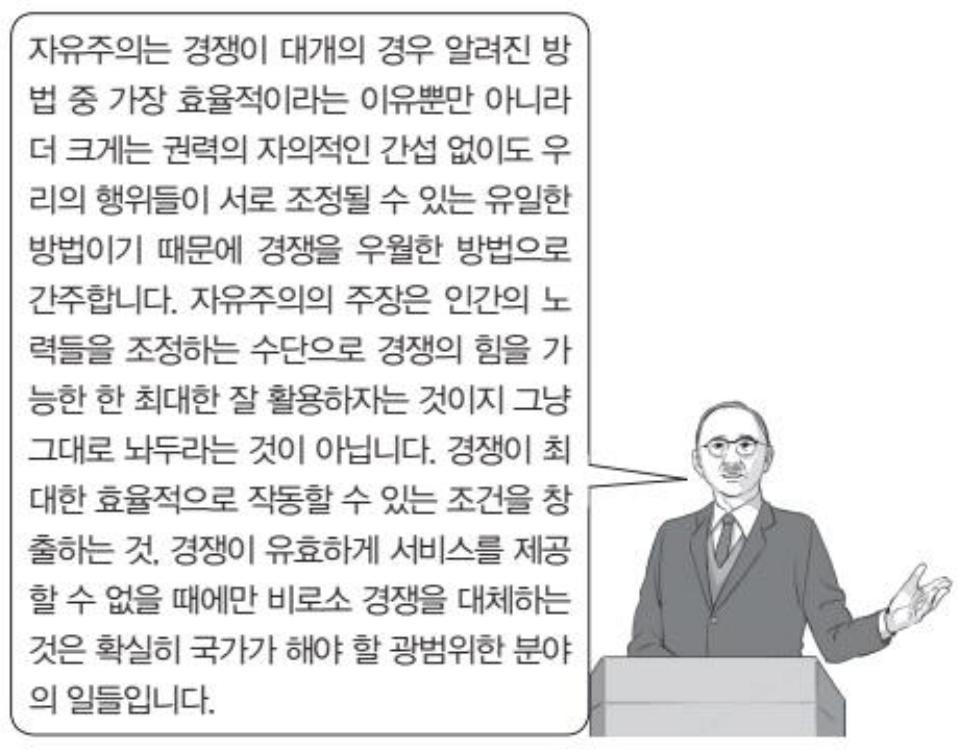 자유주의는 경쟁이 대개의 경우 알려진 방
법 중 가장 효율적이라는 이유뿐만 아니라
더 크게는 권력의 자의적인 간섭 없이도 우
리의 행위들이 서로 조정될 수 있는 유일한
방법이기 때문에 경쟁을 우월한 방법으로
간주합니다. 자유주의의 주장은 인간의 노
력들을 조정하는 수단으로 경쟁의 힘을 가
능한 한 최대한 잘 활용하자는 것이지 그냥
그대로 놔두라는 것이 아닙니다. 경쟁이 최
대한 효율적으로 작동할 수 있는 조건을 창
출하는 것, 경쟁이 유효하게 서비스를 제공
할 수 없을 때에만 비로소 경쟁을 대체하는
것은 확실히 국가가 해야 할 광범위한 분야
의 일들입니다.